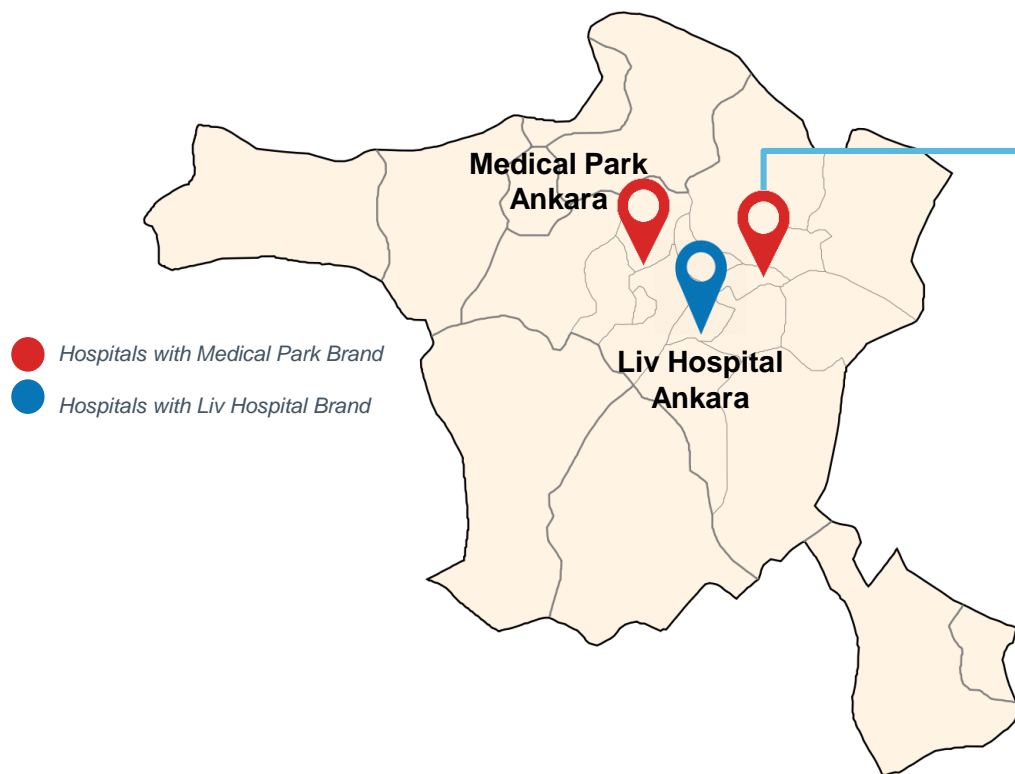 Medical Park
Ankara
Liv Hospital
Ankara
Hospitals with Medical Park Brand
Hospitals with Liv Hospital Brand